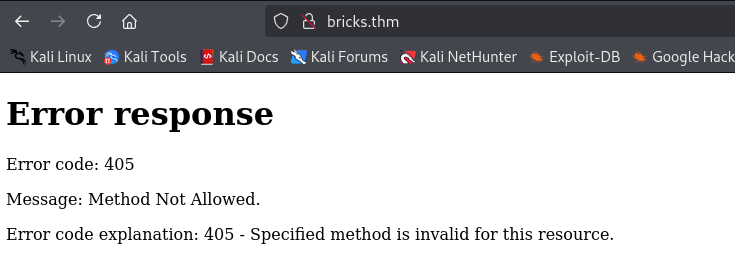 bricks.thm
Kali Linux Kali Tools Kali Docs Kali Forums Kali NetHunter Exploit-DB Google Hack
Error response
Error code: 405
Message: Method Not Allowed.
Error code explanation: 405 - Specified method is invalid for this resource.